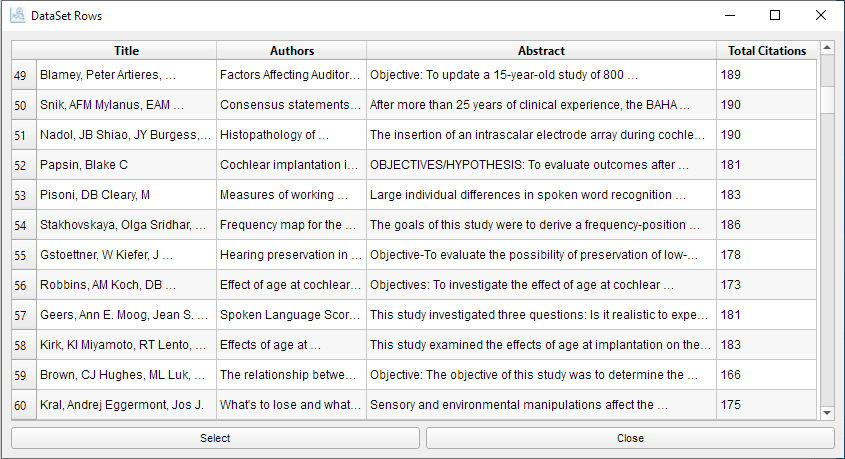 DataSet Rows
Title Authors Abstract Total Citations
49 Blamey, Peter Artieres, ... Factors Affecting Auditor... Objective: To update a 15-year-old study of 800 ... 189
50 Snik, AFM Mylanus, EAM ... Consensus statements... After more than 25 years of clinical experience, the BAHA ... 190
51 Nadol, JB Shiao, JY Burgess,... Histopathology of ... The insertion of an intrascalar electrode array during cochle... 190
52 Papsin, Blake C Cochlear implantation i... OBJECTIVES/HYPOTHESIS: To evaluate outcomes after ... 181
53 Pisoni, DB Cleary, M Measures of working ... Large individual differences in spoken word recognition ... 183
54 Stakhovskaya, Olga Sridhar, ... Frequency map for the ... The goals of this study were to derive a frequency-position ... 186
55 Gstoettner, W Kiefer, J ... Hearing preservation in ... Objective-To evaluate the possibility of preservation of low-... 178
56 Robbins, AM Koch, DB ... Effect of age at cochlear... Objectives: To investigate the effect of age at cochlear ... 173
57 Geers, Ann E. Moog, Jean S. ... Spoken Language Scor... This study investigated three questions: Is it realistic to expe... 181
58 Kirk, KI Miyamoto, RT Lento, ... Effects of age at ... This study examined the effects of age at implantation on the... 183
59 Brown, CJ Hughes, ML Luk, ... The relationship betwe... Objective: The objective of this study was to determine the ... 166
60 Kral, Andrej Eggermont, Jos J. What's to lose and what... Sensory and environmental manipulations affect the ... 175
Select Close